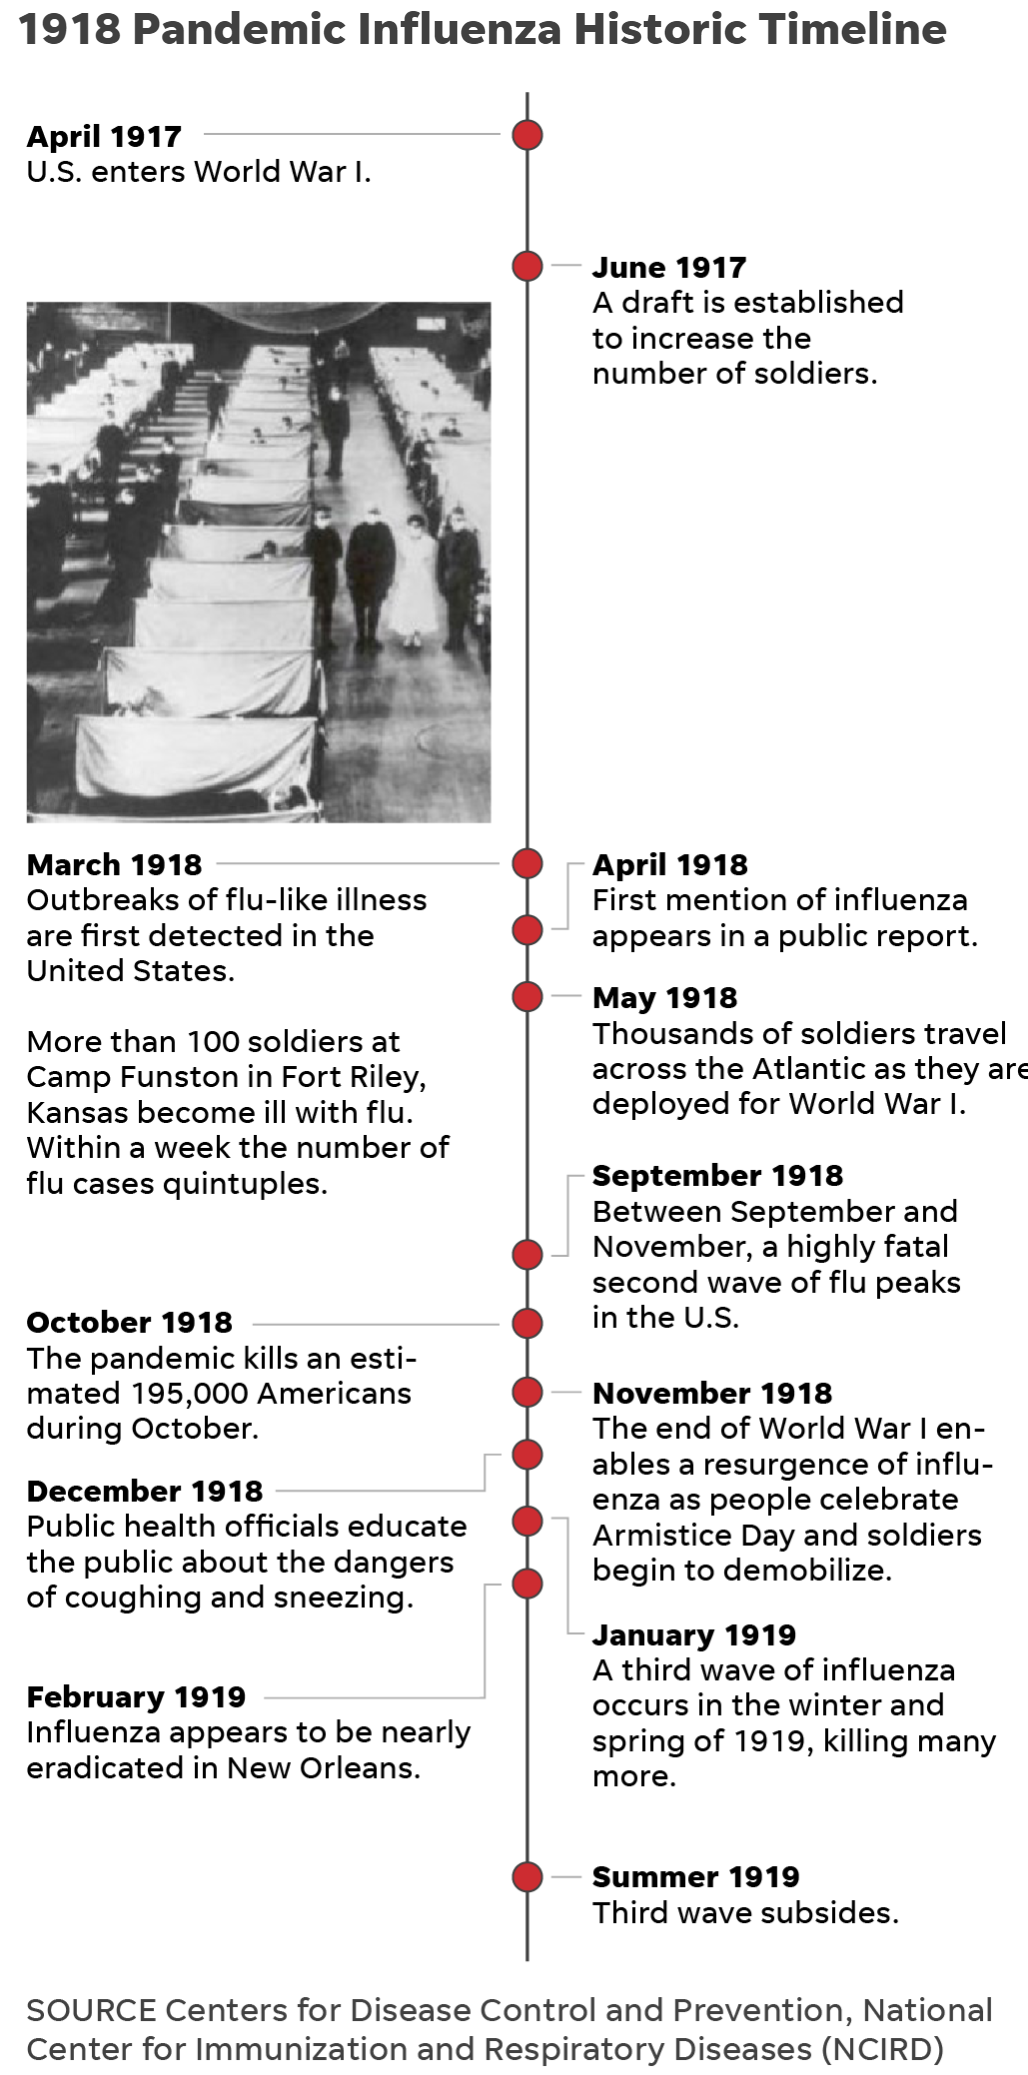 1918 Pandemic Influenza Historic Timeline
April 1917
U.S. enters World War I.
June 1917
A draft is established
to increase the
number of soldiers.
March 1918
Outbreaks of flu-like illness
are first detected in the
United States.
More than 100 soldiers at
Camp Funston in Fort Riley,
Kansas become ill with flu.
Within a week the number of
flu cases quintuples.
April 1918
First mention of influenza
appears in a public report.
May 1918
Thousands of soldiers travel
across the Atlantic as they are
deployed for World War I.
September 1918
Between September and
November, a highly fatal
second wave of flu peaks
in the U.S.
October 1918
The pandemic kills an esti-
mated 195,000 Americans
during October.
November 1918
The end of World War I en-
ables a resurgence of influ-
enza as people celebrate
Armistice Day and soldiers
begin to demobilize.
December 1918
Public health officials educate
the public about the dangers
of coughing and sneezing.
January 1919
A third wave of influenza
occurs in the winter and
spring of 1919, killing many
more.
February 1919
Influenza appears to be nearly
eradicated in New Orleans.
Summer 1919
Third wave subsides.
SOURCE Centers for Disease Control and Prevention, National
Center for Immunization and Respiratory Diseases (NCIRD)